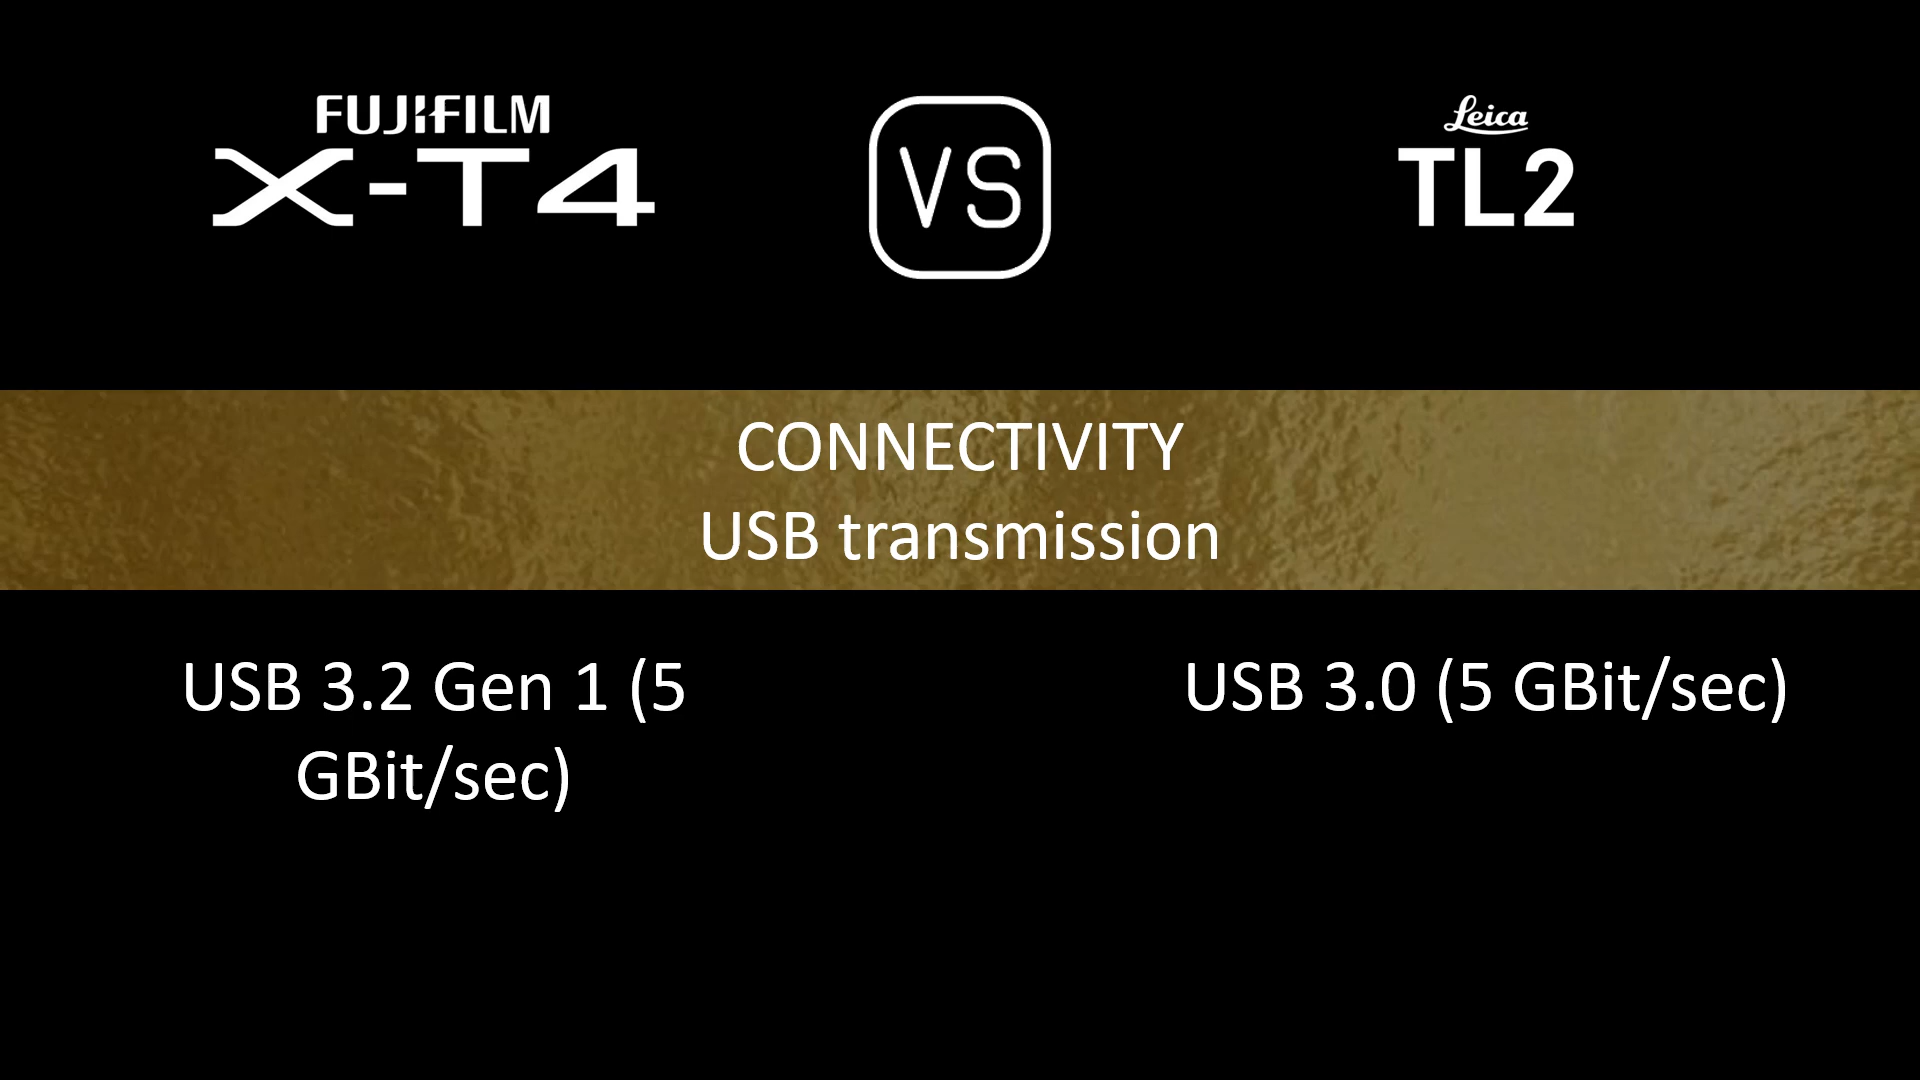 FUJIFILM
X-T4
VS
Leica
TL2
CONNECTIVITY
USB transmission
USB 3.2 Gen 1 (5
GBit/sec)
USB 3.0 (5 GBit/sec)